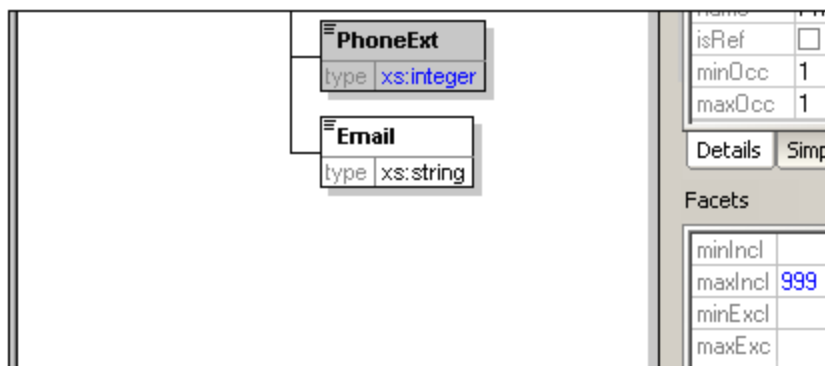 PhoneExt
type xs:integer
Email
type xs:string
isRef
minOcc 1
maxOcc 1
Details Simp
Facets
minIncl
maxIncl 999
minExcl
maxExc